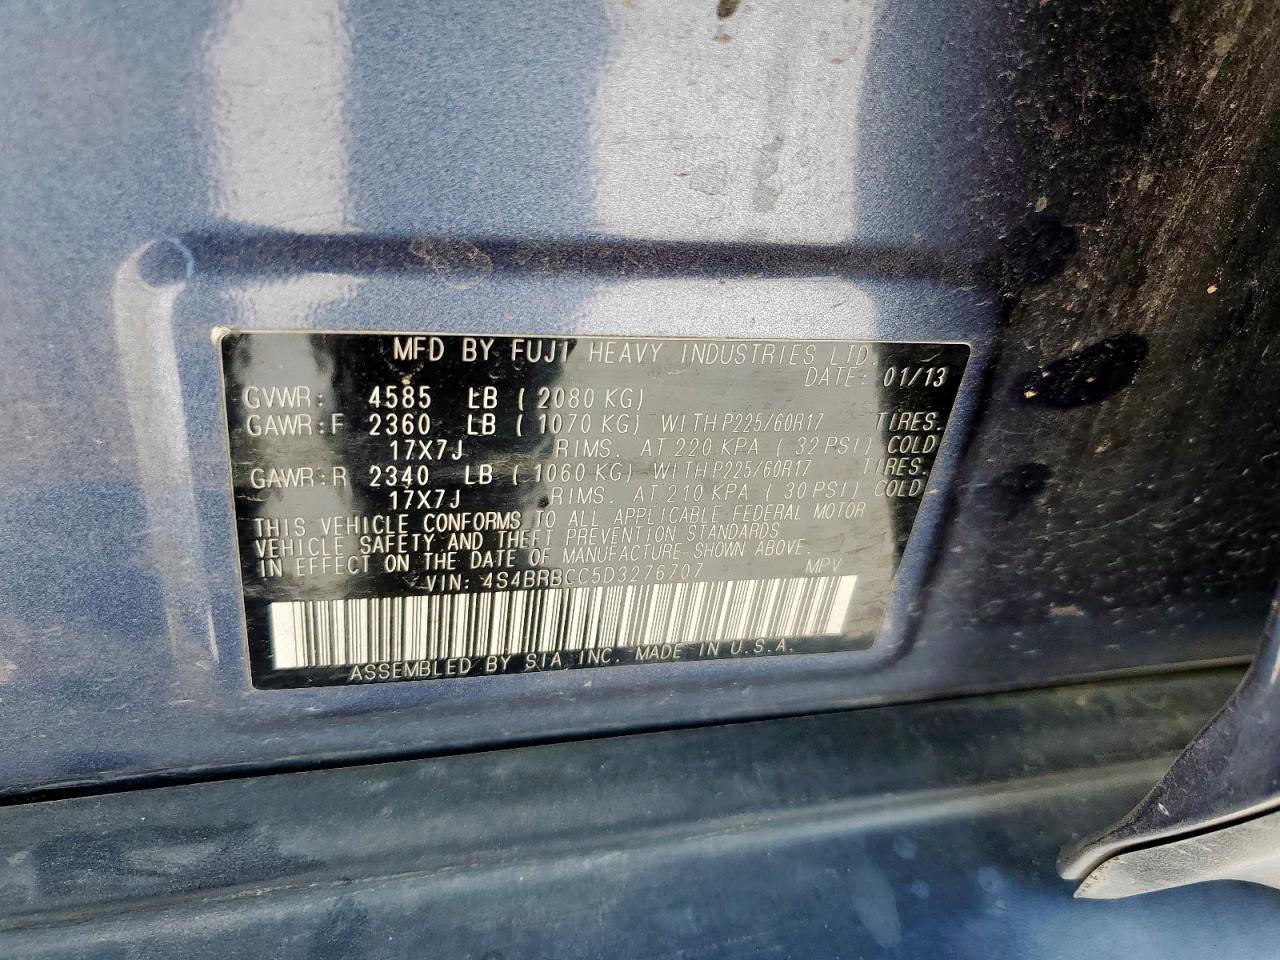 MFD BY FUJI HEAVY INDUSTRIES LTD.
DATE: 01/13
GVWR: 4585 LB (2080 KG)
GAWR:F 2360 LB (1070 KG) WITH P225/60R17 TIRES.
17X7J RIMS. AT 220 KPA (32 PSI) COLD
GAWR:R 2340 LB (1060 KG) WITH P225/60R17 TIRES.
17X7J RIMS. AT 210 KPA (30 PSI) COLD
THIS VEHICLE CONFORMS TO ALL APPLICABLE FEDERAL MOTOR
VEHICLE SAFETY AND THEFT PREVENTION STANDARDS
IN EFFECT ON THE DATE OF MANUFACTURE SHOWN ABOVE.
VIN: 4S4BRBCC5D3276707 MPV
ASSEMBLED BY SIA, INC. MADE IN U.S.A.